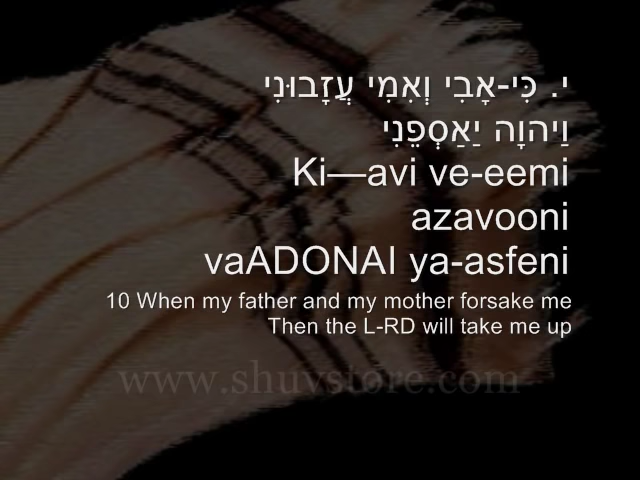 י. כִּי-אָבִי וְאִמִּי עֲזָבוּנִי
וַיהוָה יַאַסְפֵנִי
Ki—avi ve-eemi
azavooni
vaADONAI ya-asfeni
10 When my father and my mother forsake me
Then the L-RD will take me up
www.shuvstore.com